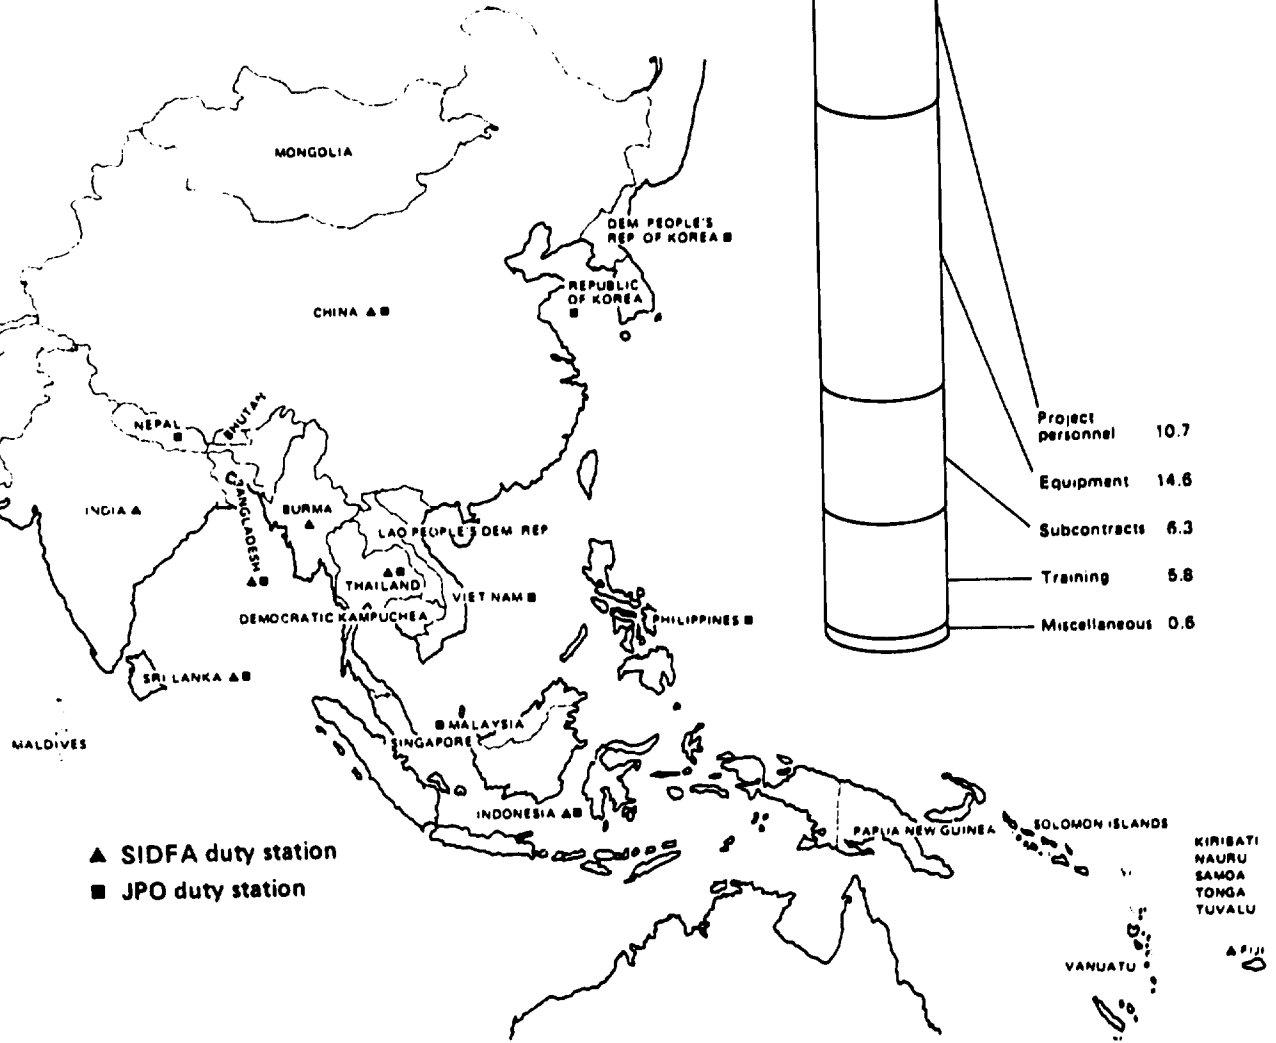 MONGOLIA
DEM PEOPLE'S
REP OF KOREA ■
REPUBLIC
OF KOREA
■
CHINA ▲■
NEPAL
■
BHUTAN
INDIA ▲
BANGLADESH
▲■
BURMA
▲
LAO PEOPLE'S DEM REP
▲■
THAILAND
VIET NAM ■
DEMOCRATIC KAMPUCHEA
PHILIPPINES ■
SRI LANKA ▲■
MALDIVES
■ MALAYSIA
SINGAPORE
INDONESIA ▲■
PAPUA NEW GUINEA
SOLOMON ISLANDS
KIRIBATI
NAURU
SAMOA
TONGA
TUVALU
▲ FIJI
VANUATU
▲ SIDFA duty station
■ JPO duty station
Project
personnel 10.7
Equipment 14.6
Subcontracts 6.3
Training 5.8
Miscellaneous 0.6